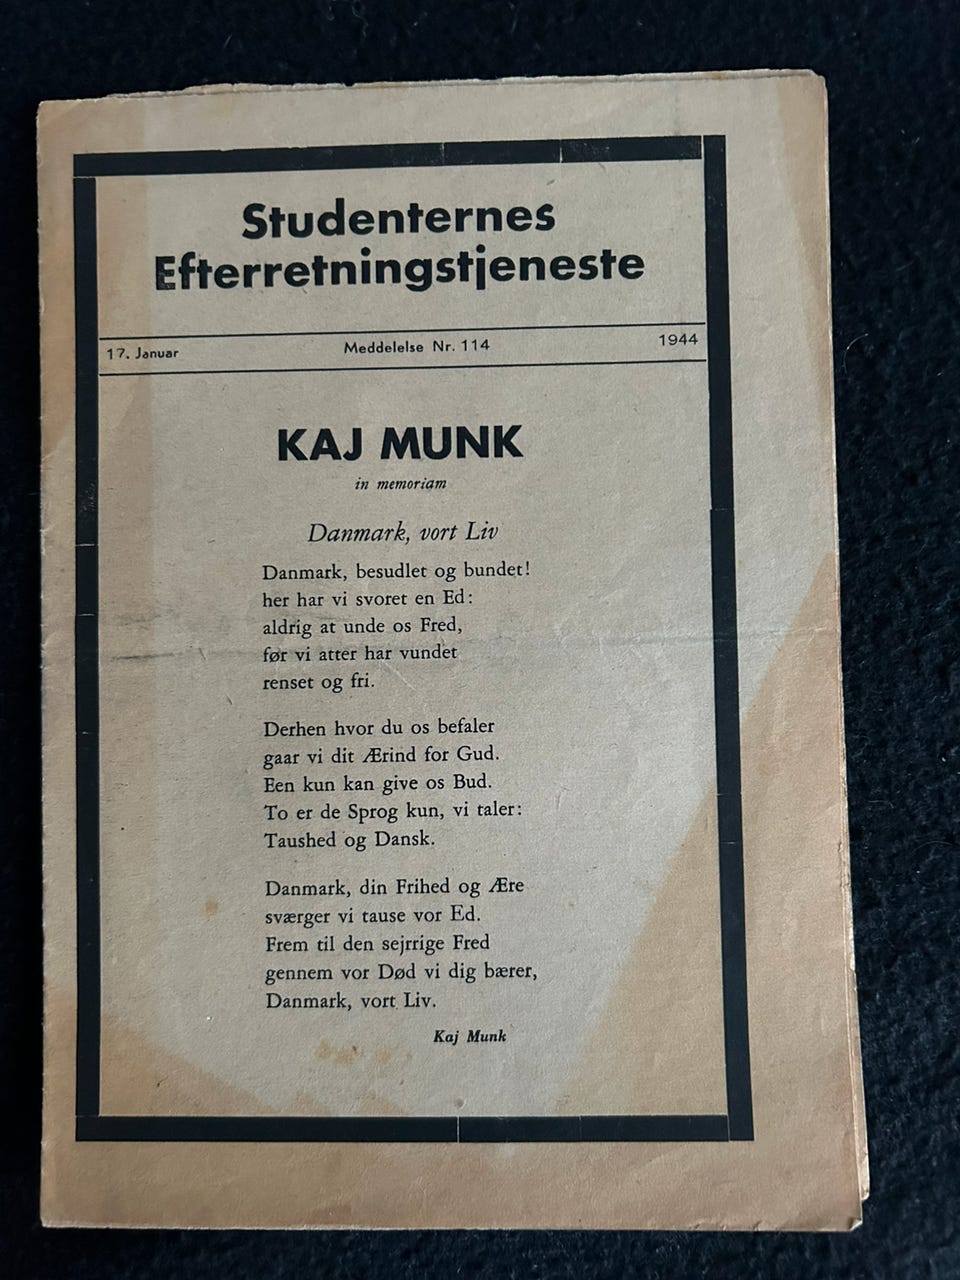 Studenternes
Efterretningstjeneste
17. Januar Meddelelse Nr. 114 1944
KAJ MUNK
in memoriam
Danmark, vort Liv
Danmark, besudlet og bundet!
her har vi svoret en Ed:
aldrig at unde os Fred,
før vi atter har vundet
renset og fri.
Derhen hvor du os befaler
gaar vi dit Ærind for Gud.
Een kun kan give os Bud.
To er de Sprog kun, vi taler:
Taushed og Dansk.
Danmark, din Frihed og Ære
sværger vi tause vor Ed.
Frem til den sejrrige Fred
gennem vor Død vi dig bærer,
Danmark, vort Liv.
Kaj Munk